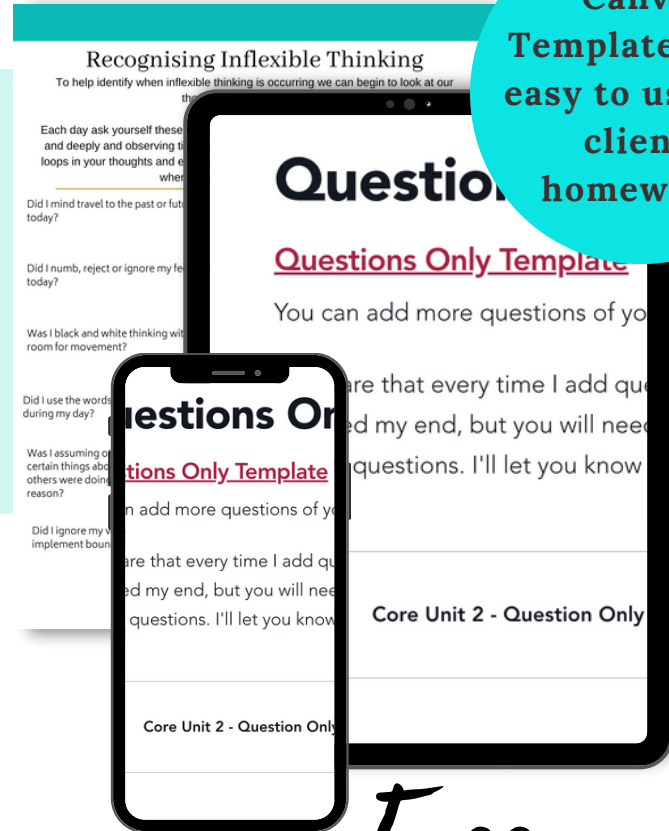 Template
easy to us
clien
homew
Recognising Inflexible Thinking
To help identify when inflexible thinking is occurring we can begin to look at our
Each day ask yourself these
and deeply and observing ti
loops in your thoughts and e
wher
Did I mind travel to the past or futu
today?
Did I numb, reject or ignore my fe
today?
Was I black and white thinking wit
room for movement?
Did I use the words
during my day?
Was I assuming o
certain things abo
others were doing
reason?
Did I ignore my v
implement boun
Questio
Questions Only Template
You can add more questions of yo
are that every time I add que
ed my end, but you will need
questions. I'll let you know
Core Unit 2 - Question Only
uestions On
tions Only Template
n add more questions of yo
are that every time I add qu
ed my end, but you will nee
questions. I'll let you know
Core Unit 2 - Question Only